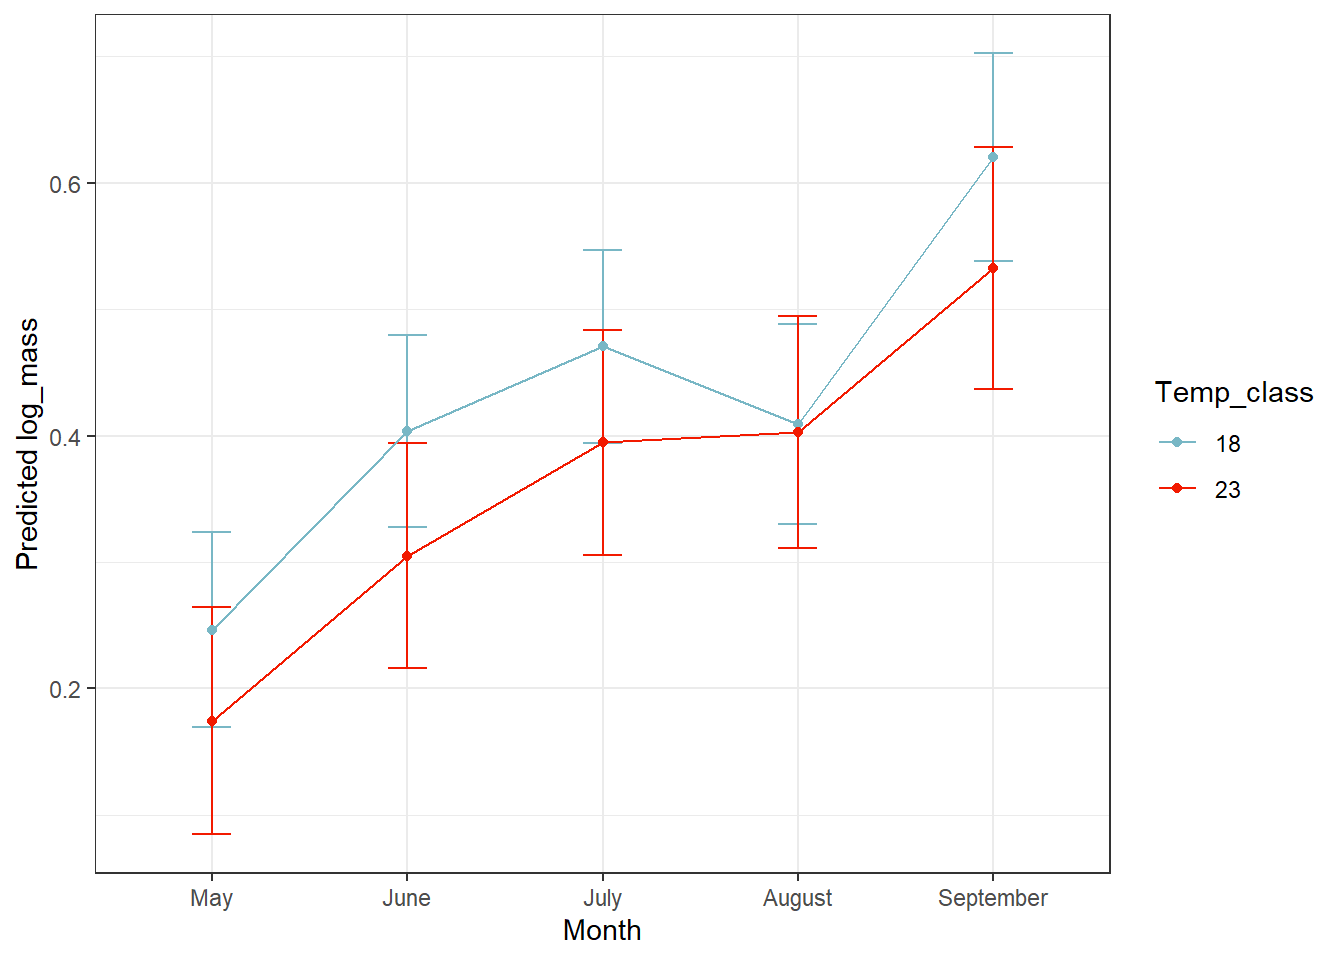 Predicted log_mass
0.6
0.4
0.2
May
June
July
August
September
Month
Temp_class
18
23